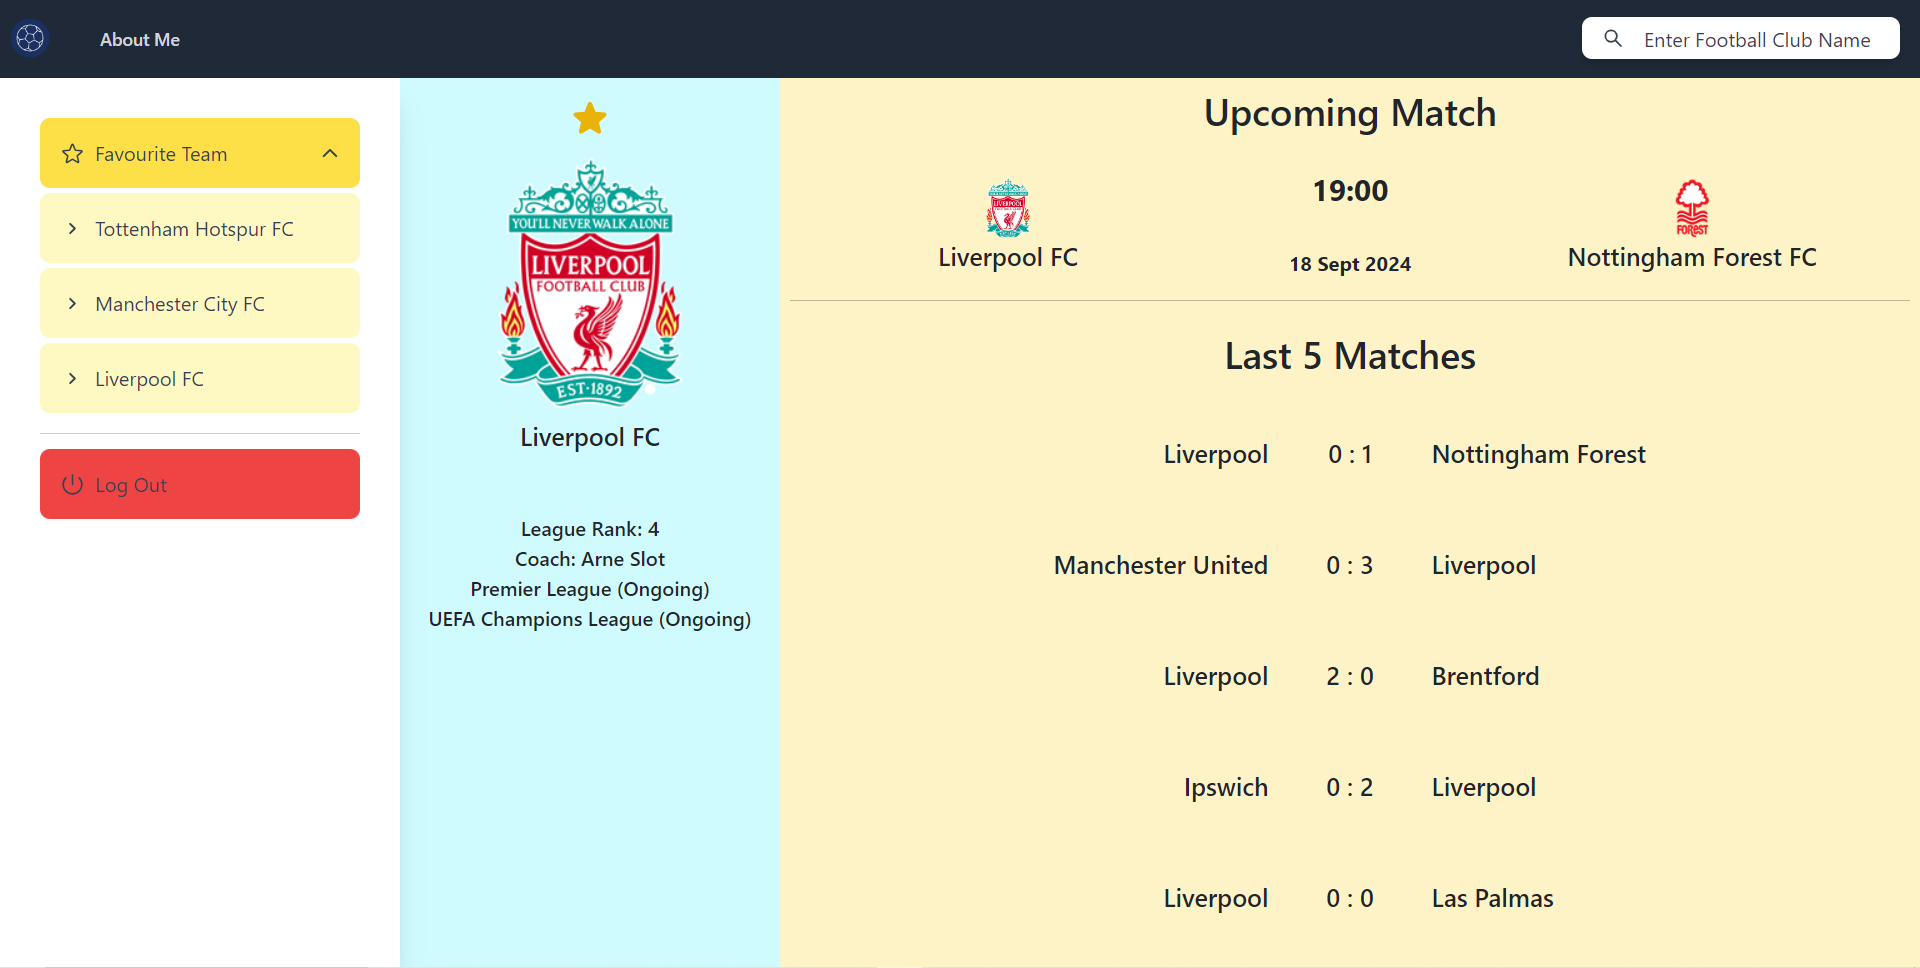 About Me
Enter Football Club Name
Favourite Team
Tottenham Hotspur FC
Manchester City FC
Liverpool FC
Log Out
YOU'LL NEVER WALK ALONE
LIVERPOOL
FOOTBALL CLUB
EST·1892
Liverpool FC
League Rank: 4
Coach: Arne Slot
Premier League (Ongoing)
UEFA Champions League (Ongoing)
Upcoming Match
19:00
LIVERPOOL
FOREST
Liverpool FC
18 Sept 2024
Nottingham Forest FC
Last 5 Matches
Liverpool 0 : 1 Nottingham Forest
Manchester United 0 : 3 Liverpool
Liverpool 2 : 0 Brentford
Ipswich 0 : 2 Liverpool
Liverpool 0 : 0 Las Palmas